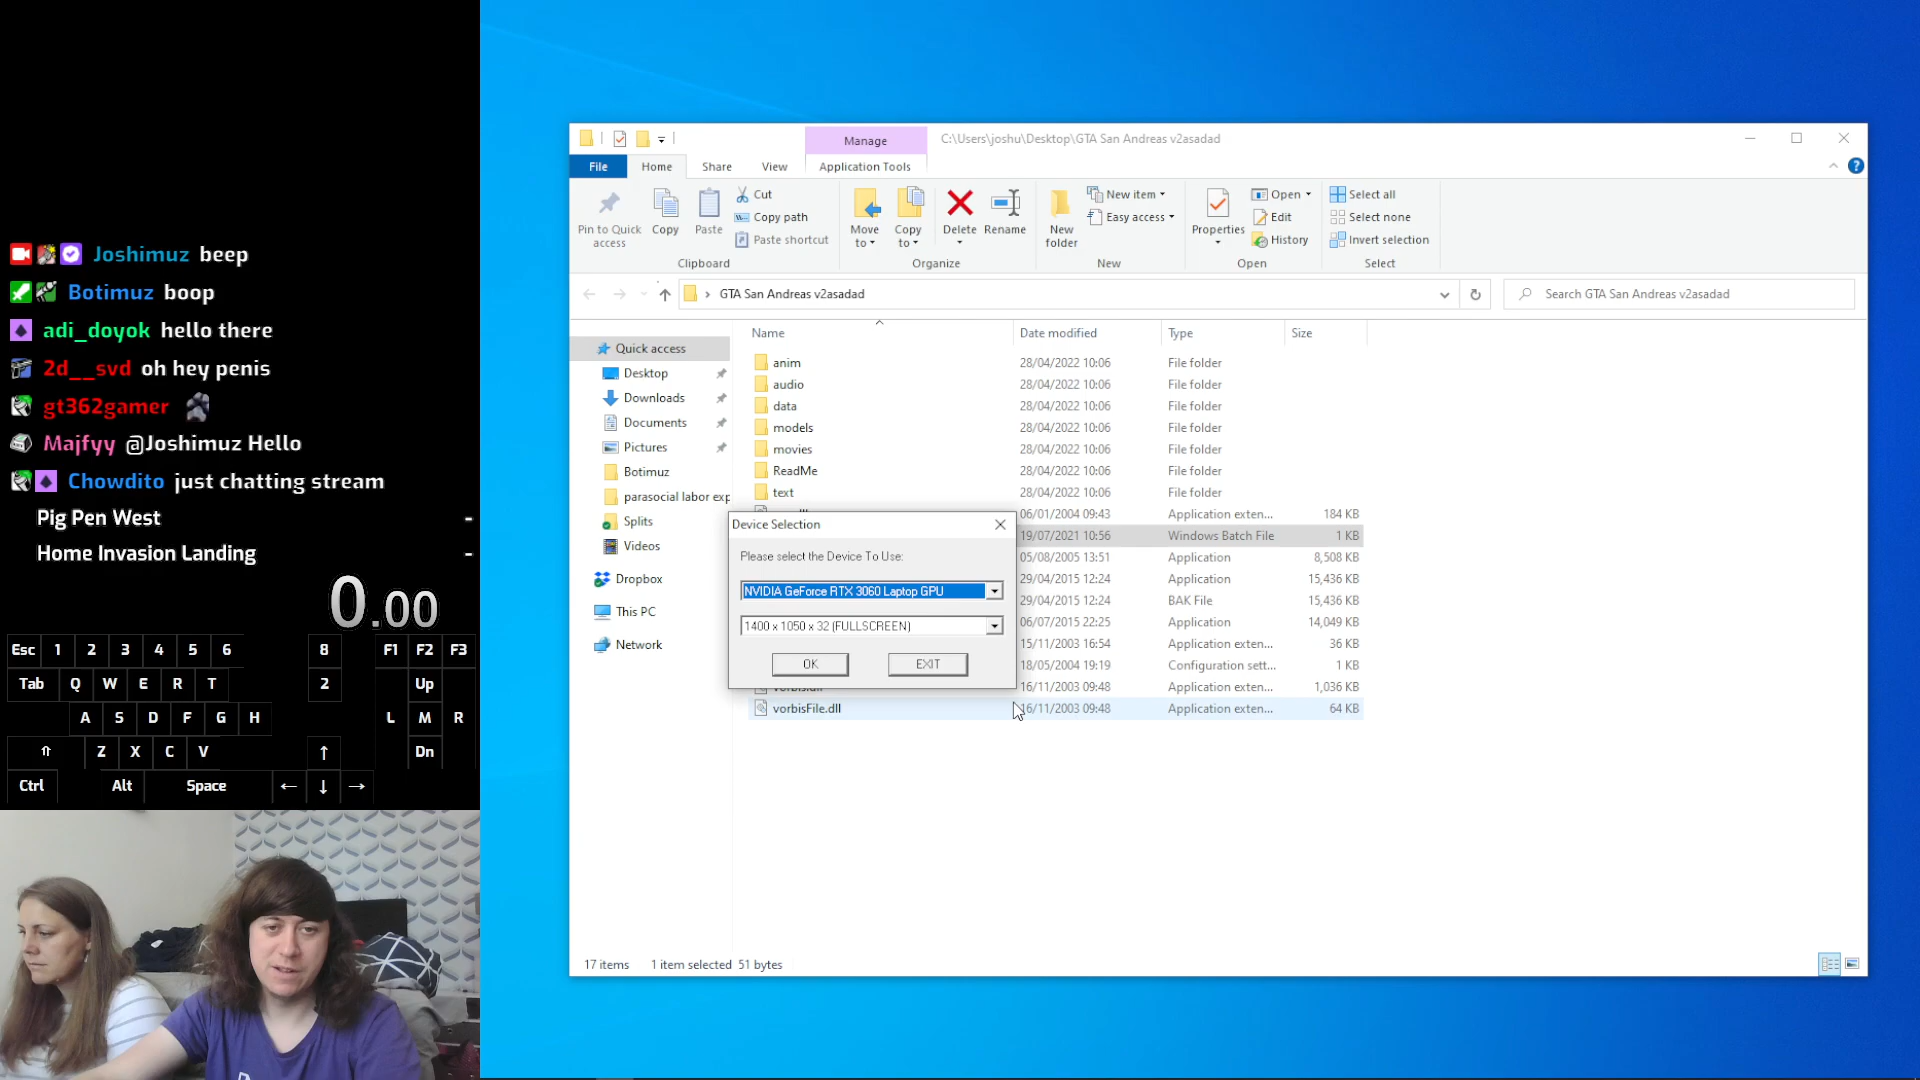 Joshimuz beep
Botimuz boop
adi_doyok hello there
2d__svd oh hey penis
gt362gamer
Majfyy @Joshimuz Hello
Chowdito just chatting stream
Pig Pen West -
Home Invasion Landing -
0.00
Esc 1 2 3 4 5 6 8 F1 F2 F3
Tab Q W E R T 2 Up
A S D F G H L M R
⇧ Z X C V ↑ Dn
Ctrl Alt Space ← ↓ →
Manage C:\Users\joshu\Desktop\GTA San Andreas v2asadad
File Home Share View Application Tools
Pin to Quick access
Copy
Paste
Cut
Copy path
Paste shortcut
Clipboard
Move to
Copy to
Delete
Rename
Organize
New folder
New item
Easy access
New
Properties
Open
Edit
History
Open
Select all
Select none
Invert selection
Select
GTA San Andreas v2asadad
Search GTA San Andreas v2asadad
Quick access
Desktop
Downloads
Documents
Pictures
Botimuz
parasocial labor exp
Splits
Videos
Dropbox
This PC
Network
Name Date modified Type Size
anim 28/04/2022 10:06 File folder
audio 28/04/2022 10:06 File folder
data 28/04/2022 10:06 File folder
models 28/04/2022 10:06 File folder
movies 28/04/2022 10:06 File folder
ReadMe 28/04/2022 10:06 File folder
text 28/04/2022 10:06 File folder
06/01/2004 09:43 Application exten... 184 KB
19/07/2021 10:56 Windows Batch File 1 KB
05/08/2005 13:51 Application 8,508 KB
29/04/2015 12:24 Application 15,436 KB
29/04/2015 12:24 BAK File 15,436 KB
06/07/2015 22:25 Application 14,049 KB
15/11/2003 16:54 Application exten... 36 KB
18/05/2004 19:19 Configuration sett... 1 KB
16/11/2003 09:48 Application exten... 1,036 KB
vorbisFile.dll 16/11/2003 09:48 Application exten... 64 KB
Device Selection
Please select the Device To Use:
NVIDIA GeForce RTX 3060 Laptop GPU
1400 x 1050 x 32 (FULLSCREEN)
OK EXIT
17 items 1 item selected 51 bytes